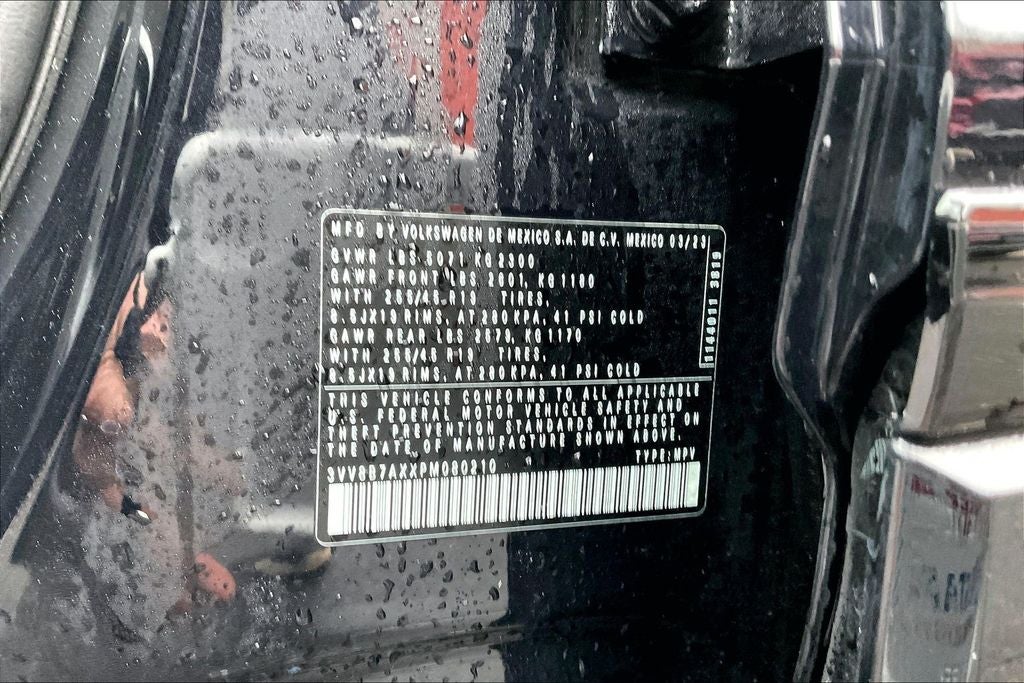 MFD BY VOLKSWAGEN DE MEXICO S.A. DE C.V. MEXICO 03/23
GVWR LBS 5071, KG 2300
GAWR FRONT LBS 2601, KG 1180
WITH 255/45 R19 TIRES,
8.5JX19 RIMS, AT 280 KPA, 41 PSI COLD
GAWR REAR LBS 2579, KG 1170
WITH 255/45 R19 TIRES,
8.5JX19 RIMS, AT 280 KPA, 41 PSI COLD
THIS VEHICLE CONFORMS TO ALL APPLICABLE
U.S. FEDERAL MOTOR VEHICLE SAFETY AND
THEFT PREVENTION STANDARDS IN EFFECT ON
THE DATE OF MANUFACTURE SHOWN ABOVE.
3VV8B7AXXPM080210 TYPE: MPV